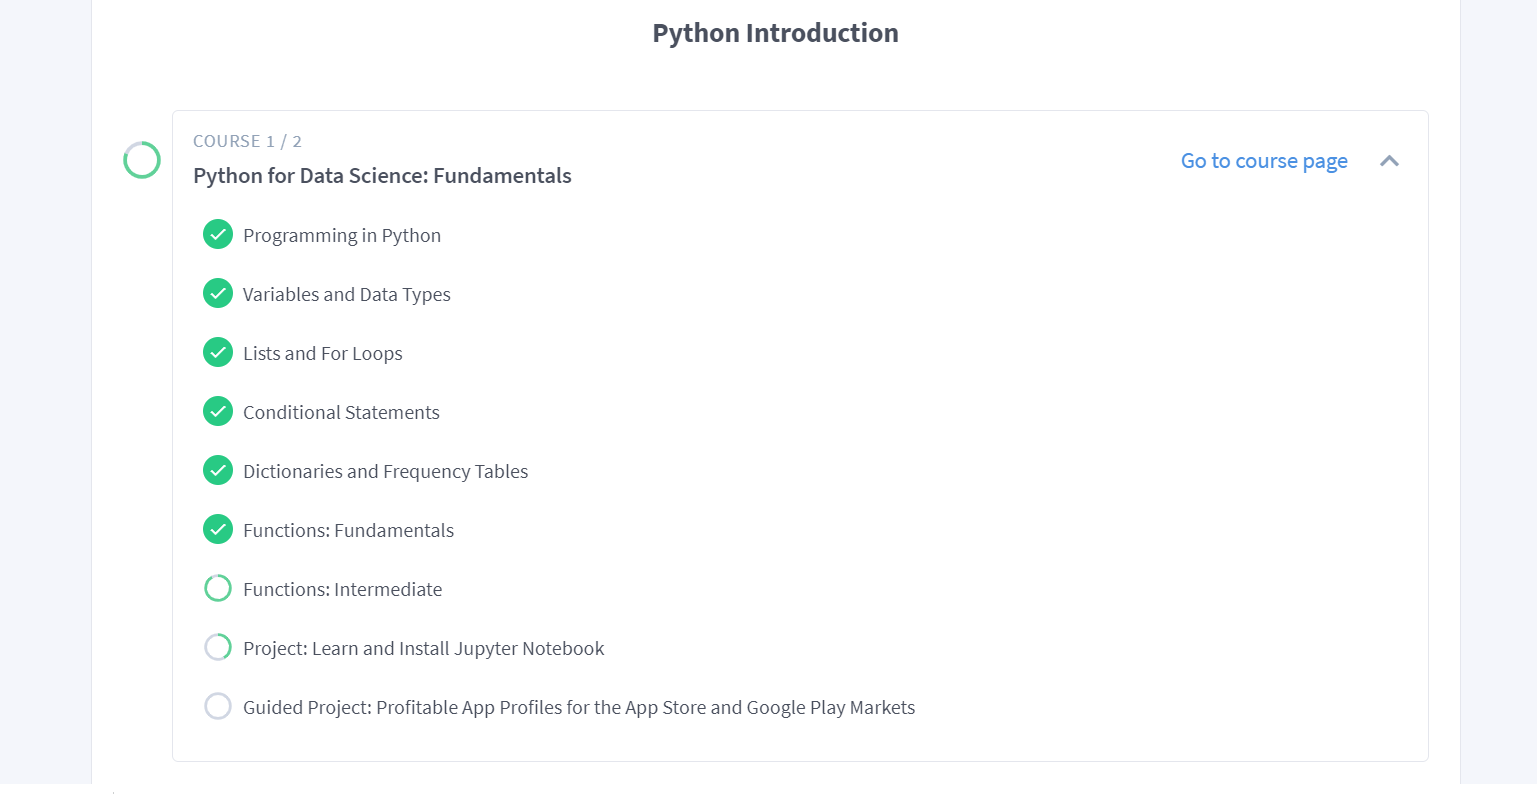 Python Introduction
COURSE 1 / 2
Python for Data Science: Fundamentals
Go to course page
Programming in Python
Variables and Data Types
Lists and For Loops
Conditional Statements
Dictionaries and Frequency Tables
Functions: Fundamentals
Functions: Intermediate
Project: Learn and Install Jupyter Notebook
Guided Project: Profitable App Profiles for the App Store and Google Play Markets